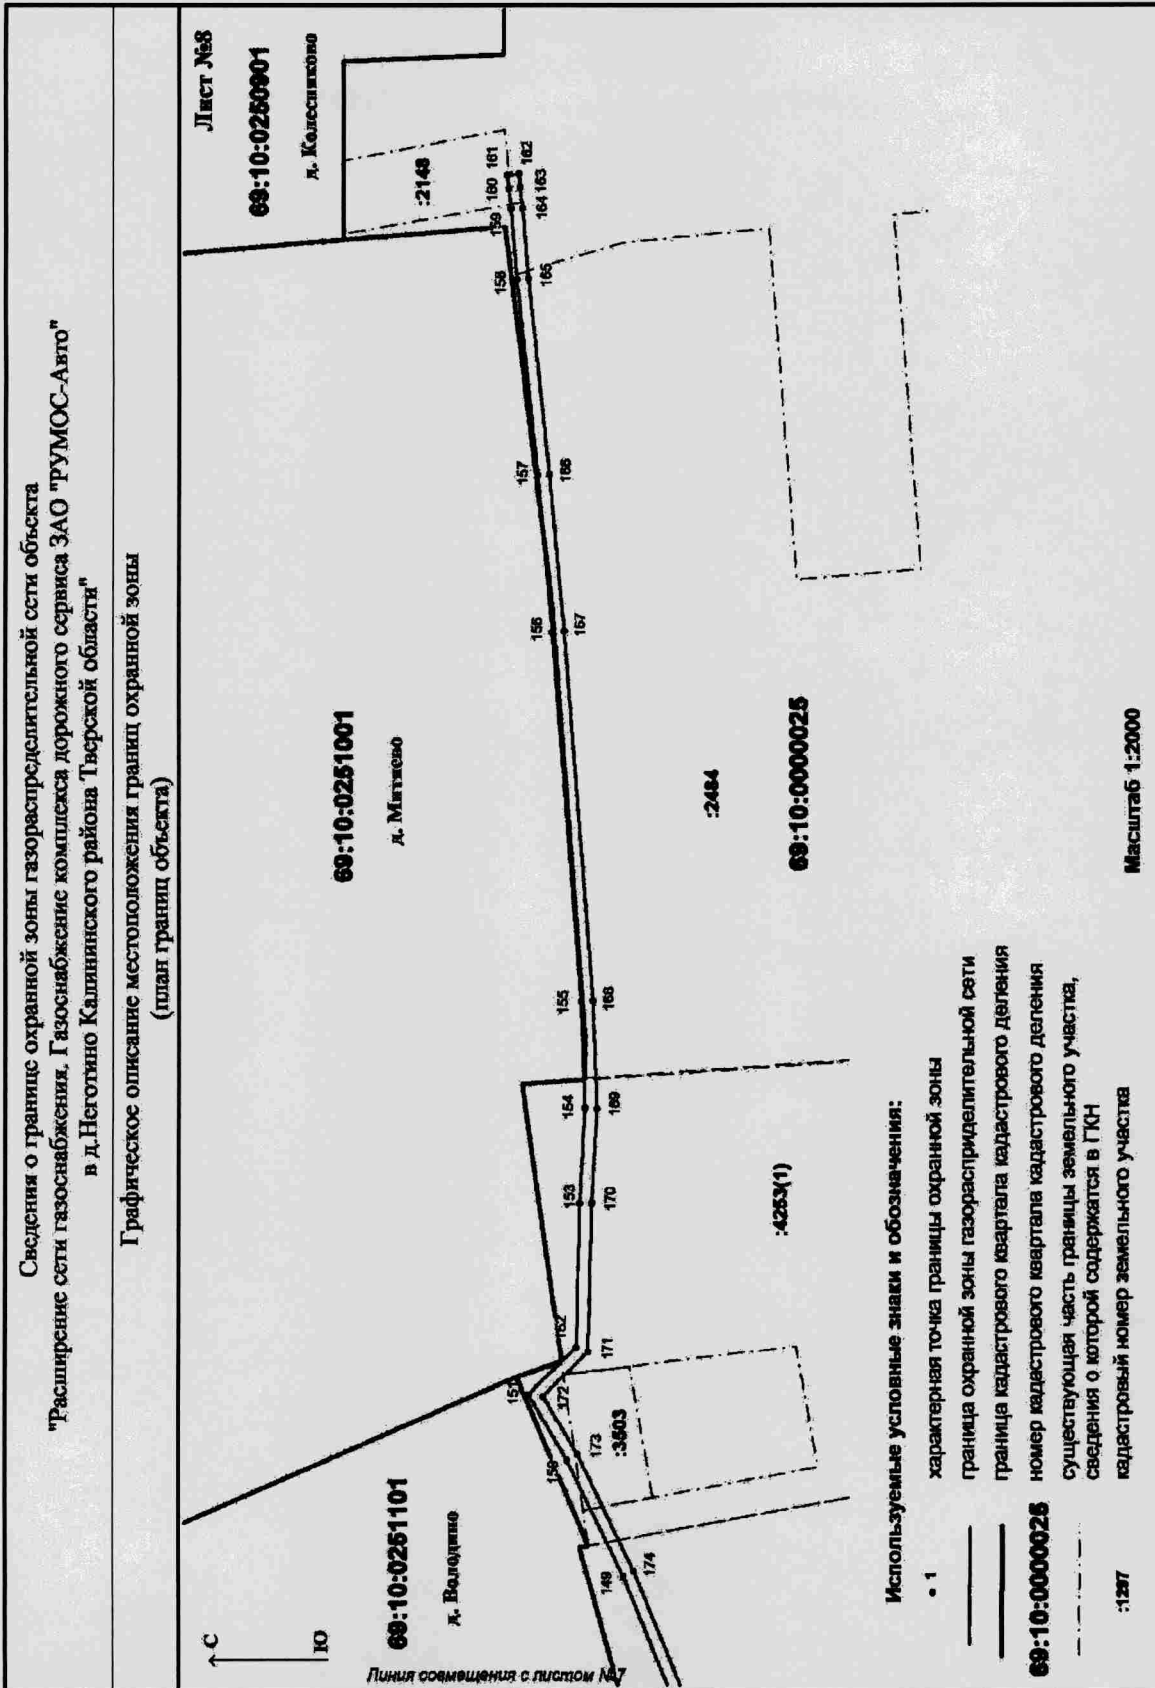 Сведения о границе охранной зоны газораспределительной сети объекта
"Расширение сети газоснабжения. Газоснабжение комплекса дорожного сервиса ЗАО "РУМОС-Авто"
в д.Неготино Калининского района Тверской области"
Графическое описание местоположения границ охранной зоны
(план границ объекта)
Лист №8
69:10:0250901
д. Колесниково
:2148
С
Ю
69:10:0251001
д. Митяево
69:10:0251101
д. Володино
Линия совмещения с листом №7
149
150
151
152
153
154
155
156
157
158
159
160
161
162
163
164
165
166
167
168
169
170
171
172
173
174
:3503
:4253(1)
:2484
69:10:0000025
Используемые условные знаки и обозначения:
• 1 характерная точка границы охранной зоны
граница охранной зоны газорасприделительной сети
граница кадастрового квартала кадастрового деления
69:10:0000025 номер кадастрового квартала кадастрового деления
существующая часть границы земельного участка,
сведения о которой содержатся в ГКН
:1297 кадастровый номер земельного участка
Масштаб 1:2000